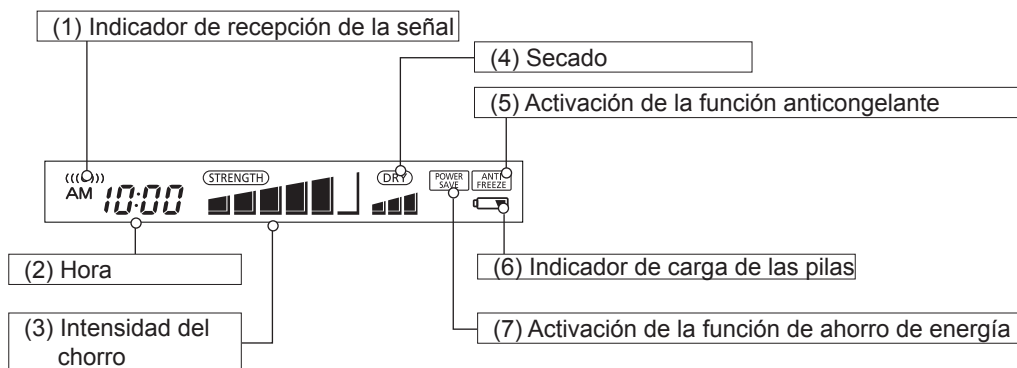 (1) Indicador de recepción de la señal
(4) Secado
(5) Activación de la función anticongelante
AM 10:00
STRENGTH
DRY
POWER
SAVE
ANTI
FREEZE
(2) Hora
(6) Indicador de carga de las pilas
(3) Intensidad del
chorro
(7) Activación de la función de ahorro de energía